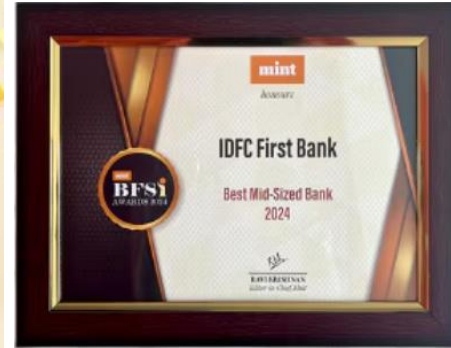 mint
honours
IDFC First Bank
Best Mid-Sized Bank
2024
mint
BFSi
AWARDS 2024
RAVI KRISHNAN
Editor-in-Chief, Mint